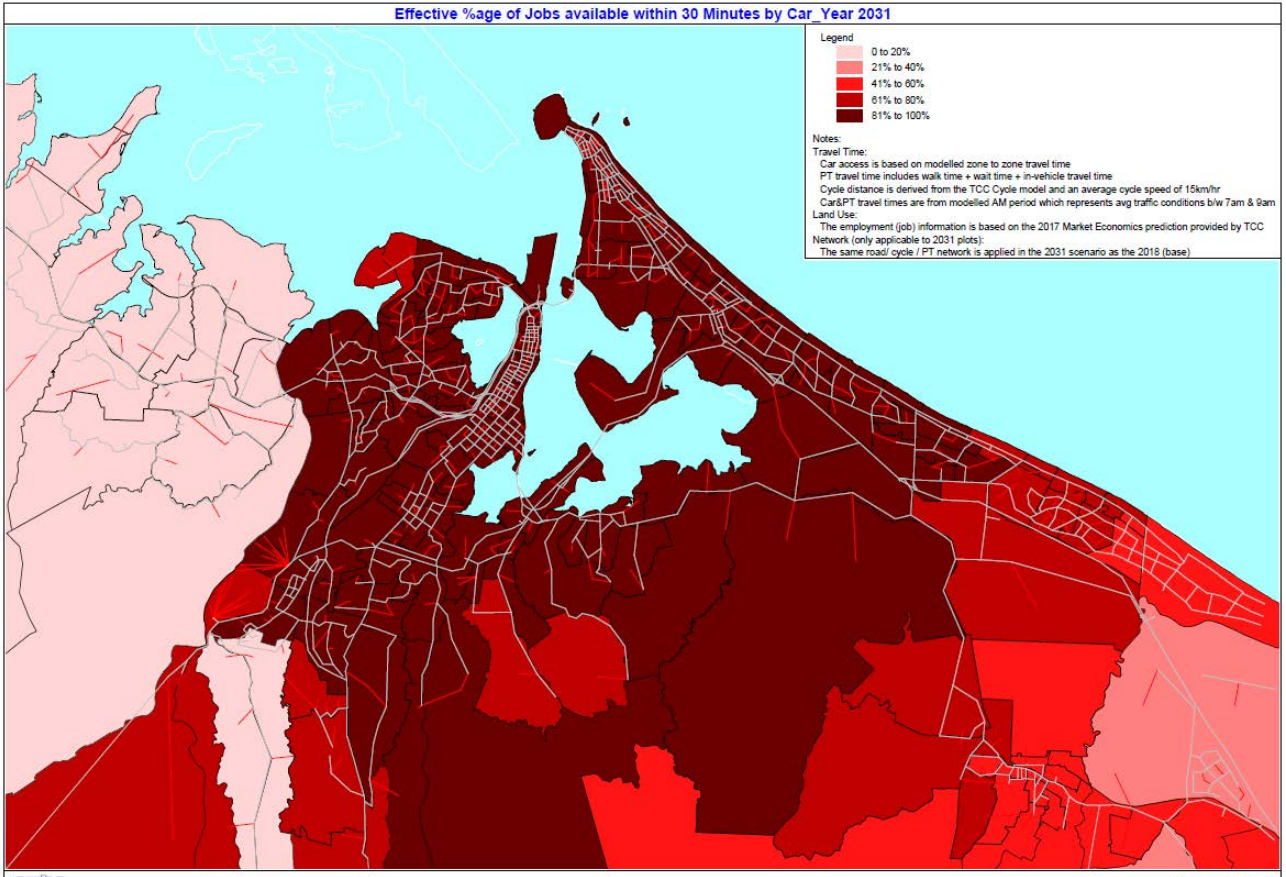 Effective %age of Jobs available within 30 Minutes by Car_Year 2031
Legend
0 to 20%
21% to 40%
41% to 60%
61% to 80%
81% to 100%
Notes:
Travel Time:
Car access is based on modelled zone to zone travel time
PT travel time includes walk time + wait time + in-vehicle travel time
Cycle distance is derived from the TCC Cycle model and an average cycle speed of 15km/hr
Car&PT travel times are from modelled AM period which represents avg traffic conditions b/w 7am & 9am
Land Use:
The employment (job) information is based on the 2017 Market Economics prediction provided by TCC
Network (only applicable to 2031 plots):
The same road/ cycle / PT network is applied in the 2031 scenario as the 2018 (base)